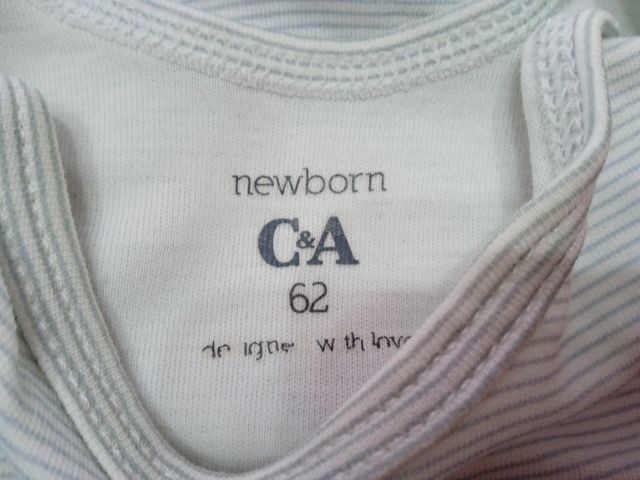 newborn
C&A
62
designed with love